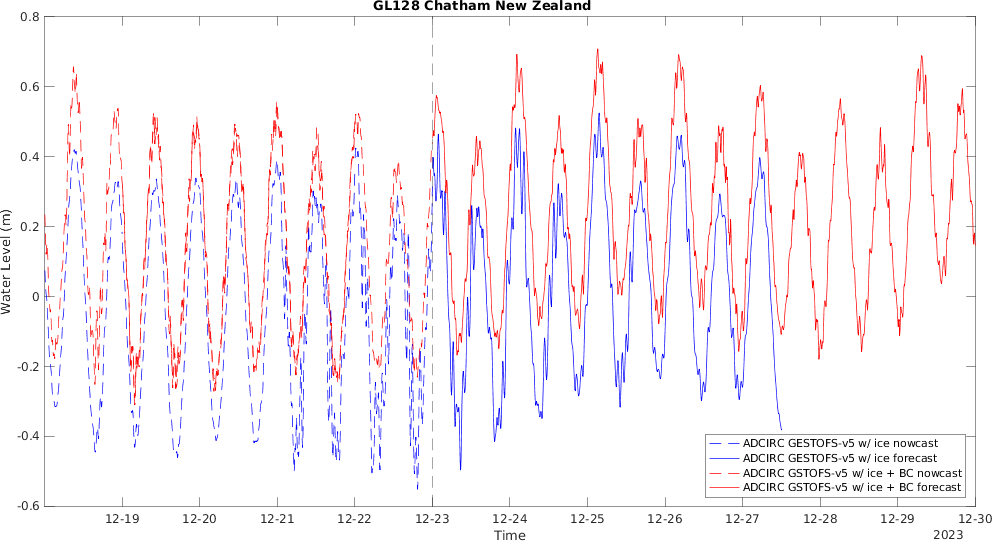 GL128 Chatham New Zealand
0.8
0.6
0.4
0.2
0
-0.2
-0.4
-0.6
Water Level (m)
ADCIRC GESTOFS-v5 w/ ice nowcast
ADCIRC GESTOFS-v5 w/ ice forecast
ADCIRC GSTOFS-v5 w/ ice + BC nowcast
ADCIRC GSTOFS-v5 w/ ice + BC forecast
12-19 12-20 12-21 12-22 12-23 12-24 12-25 12-26 12-27 12-28 12-29 12-30
Time
2023